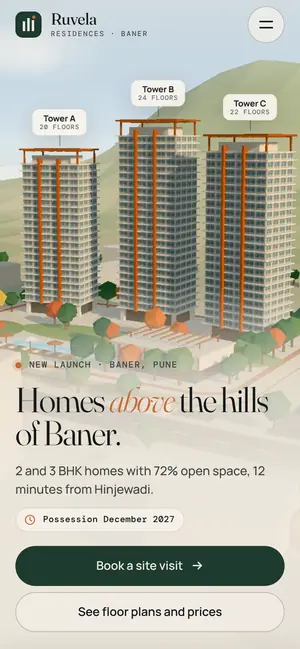 Ruvela
RESIDENCES · BANER
Tower A
20 FLOORS
Tower B
24 FLOORS
Tower C
22 FLOORS
NEW LAUNCH · BANER, PUNE
Homes above the hills
of Baner.
2 and 3 BHK homes with 72% open space, 12
minutes from Hinjewadi.
Possession December 2027
Book a site visit →
See floor plans and prices